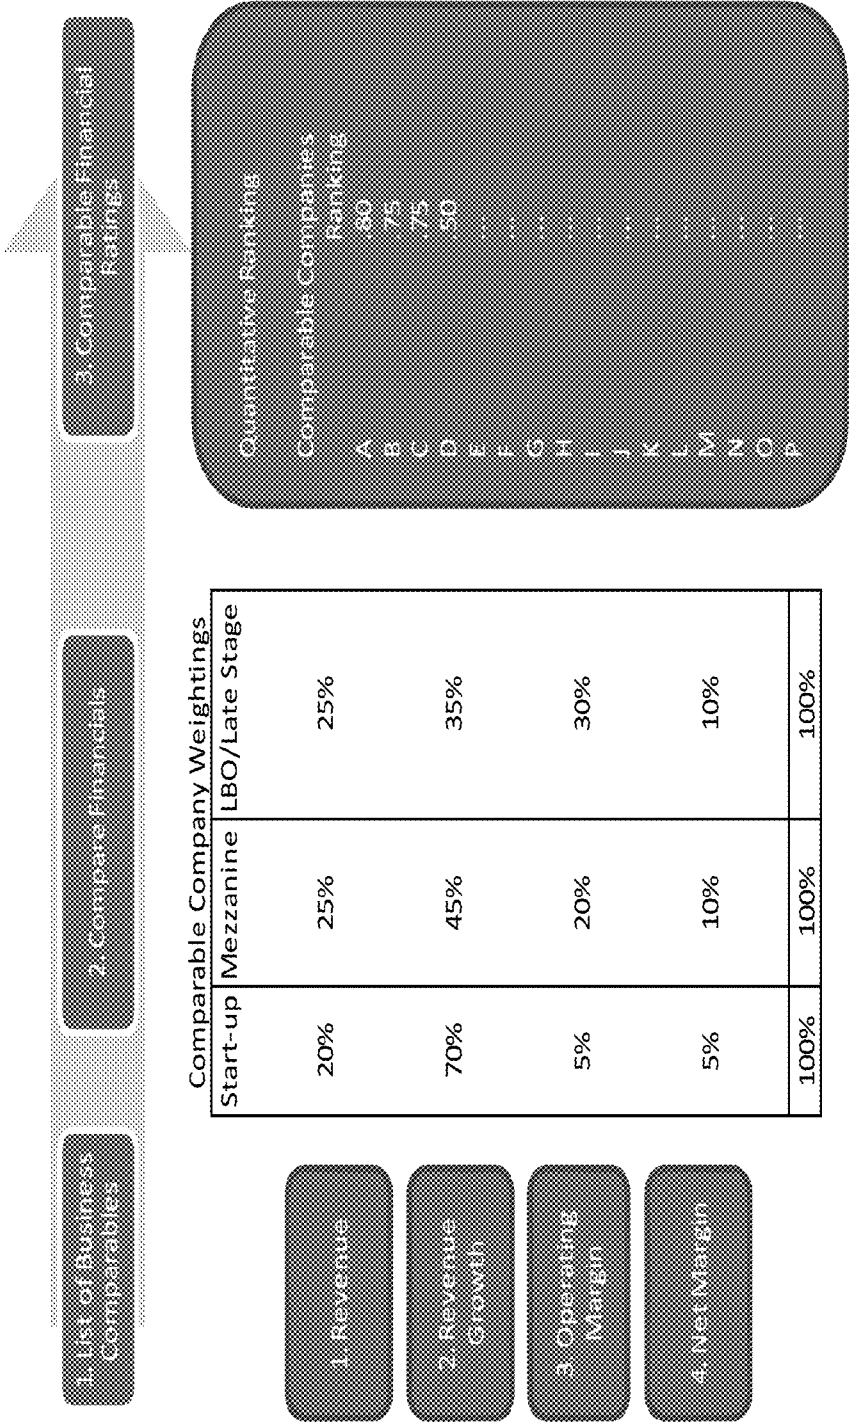 1. List of Business
Comparables
2. Compare Financials
3. Comparable Financial
Ratings
Comparable Company Weightings
Start-up Mezzanine LBO/Late Stage
1. Revenue
20% 25% 25%
2. Revenue
Growth
70% 45% 35%
3 Operating
Margin
5% 20% 30%
4. Net Margin
5% 10% 10%
100% 100% 100%
Quantitative Ranking
Comparable Companies
Ranking
A .80
B 75
C .75
D 50
E ...
F ...
G ...
H ...
I ...
J ...
K ...
L ...
M ...
N ...
O ...
P ...